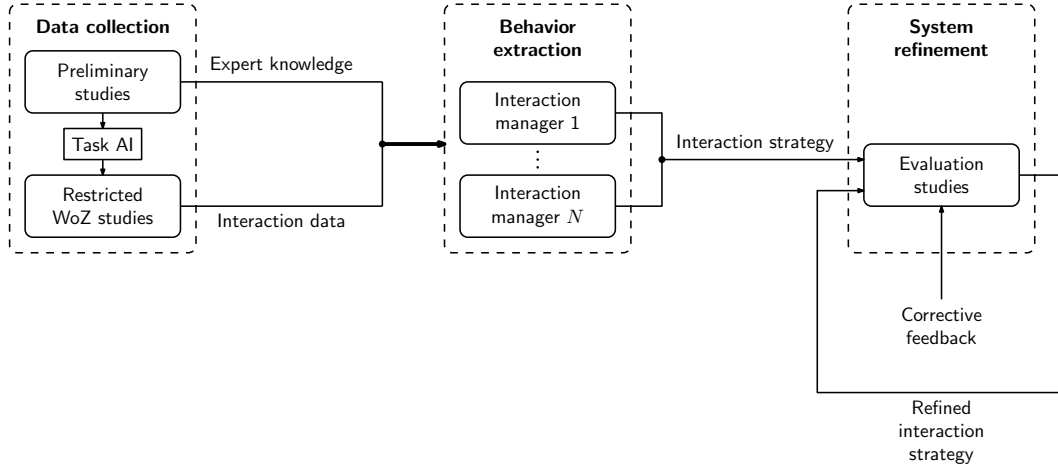 Data collection
Preliminary
studies
Task AI
Restricted
WoZ studies
Expert knowledge
Interaction data
Behavior
extraction
Interaction
manager 1
⋮
Interaction
manager N
Interaction strategy
System
refinement
Evaluation
studies
Corrective
feedback
Refined
interaction
strategy